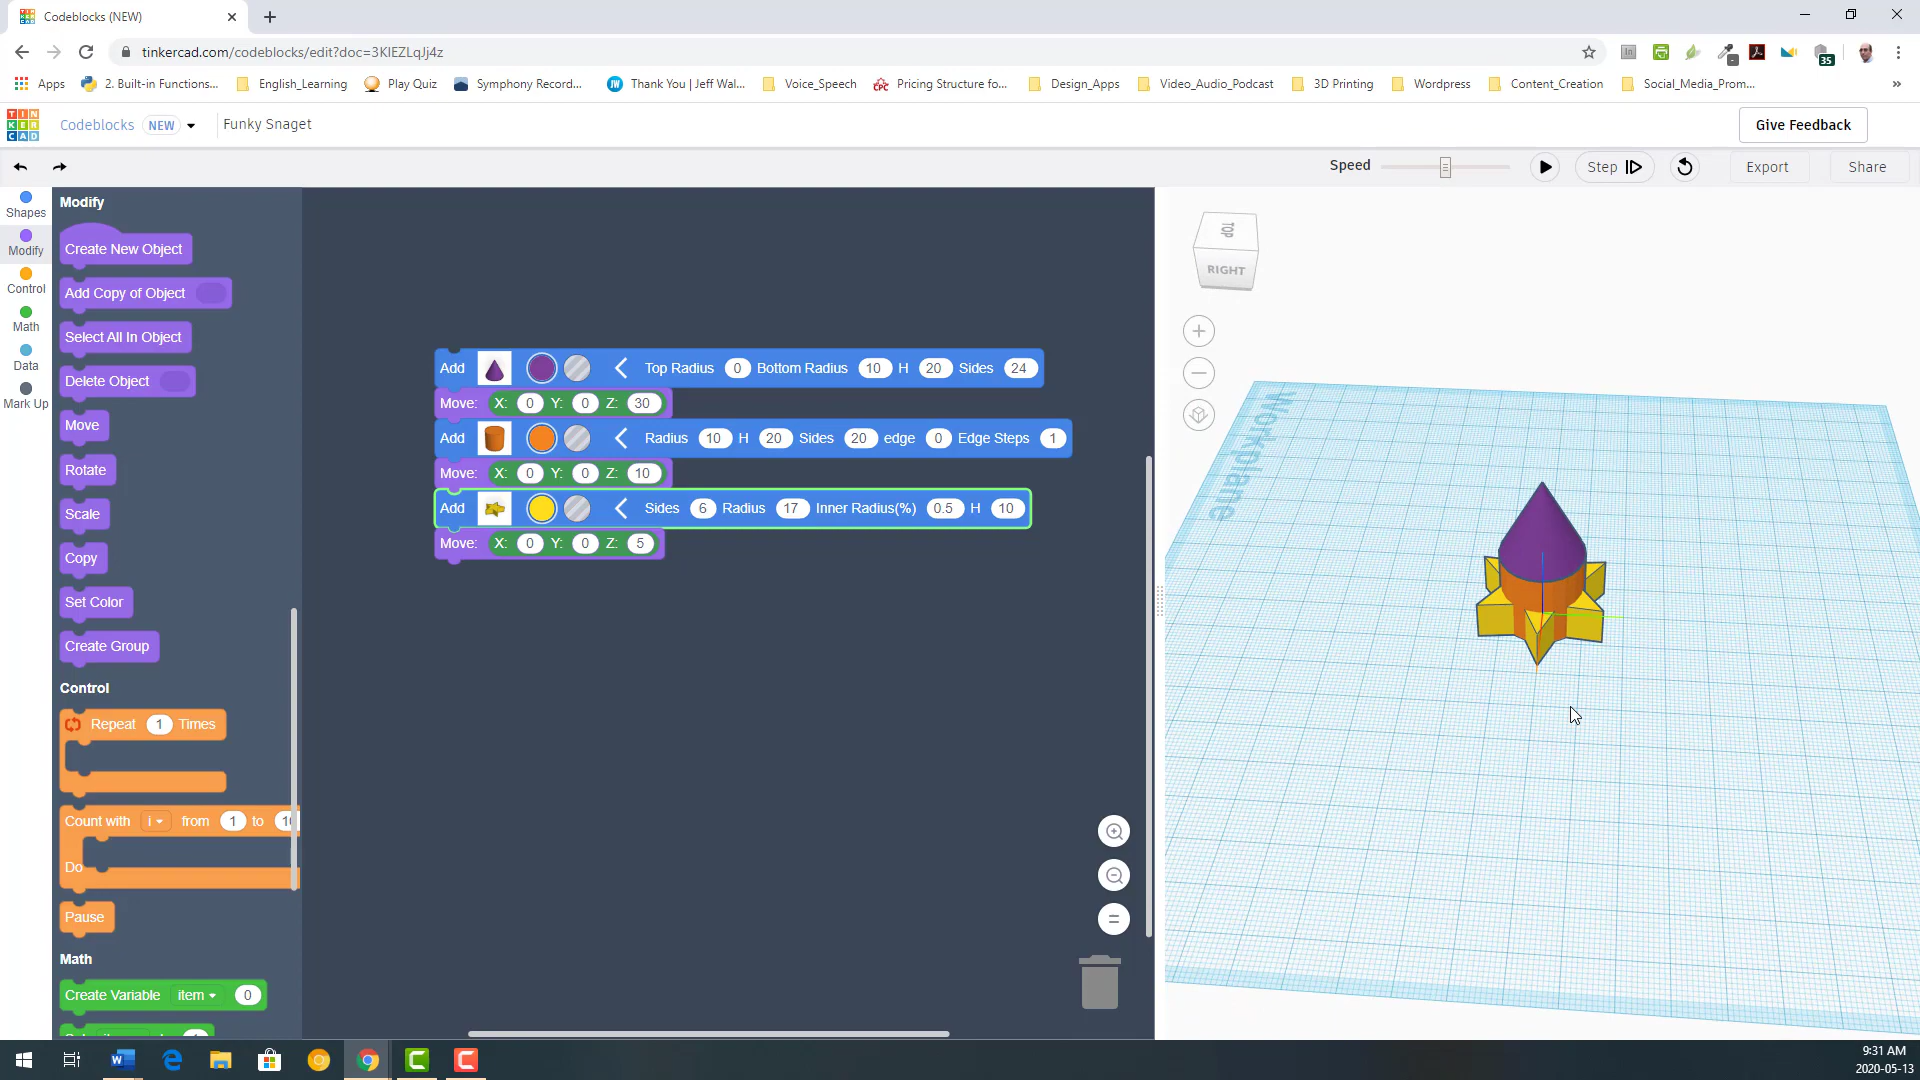 Codeblocks (NEW)
tinkercad.com/codeblocks/edit?doc=3KlEZLqJj4z
35
Apps 2. Built-in Functions... English_Learning Play Quiz Symphony Record... Thank You | Jeff Wal... Voice_Speech Pricing Structure fo... Design_Apps Video_Audio_Podcast 3D Printing Wordpress Content_Creation Social_Media_Prom... »
TIN
KER
CAD
Codeblocks NEW Funky Snaget Give Feedback
Speed Step Export Share
Shapes
Modify
Control
Math
Data
Mark Up
Modify
Create New Object
Add Copy of Object
Select All In Object
Delete Object
Move
Rotate
Scale
Copy
Set Color
Create Group
Control
Repeat 1 Times
Count with i from 1 to 10
Do
Pause
Math
Create Variable item 0
Add Top Radius 0 Bottom Radius 10 H 20 Sides 24
Move: X: 0 Y: 0 Z: 30
Add Radius 10 H 20 Sides 20 edge 0 Edge Steps 1
Move: X: 0 Y: 0 Z: 10
Add Sides 6 Radius 17 Inner Radius(%) 0.5 H 10
Move: X: 0 Y: 0 Z: 5
TOP
RIGHT
Workplane
9:31 AM
2020-05-13